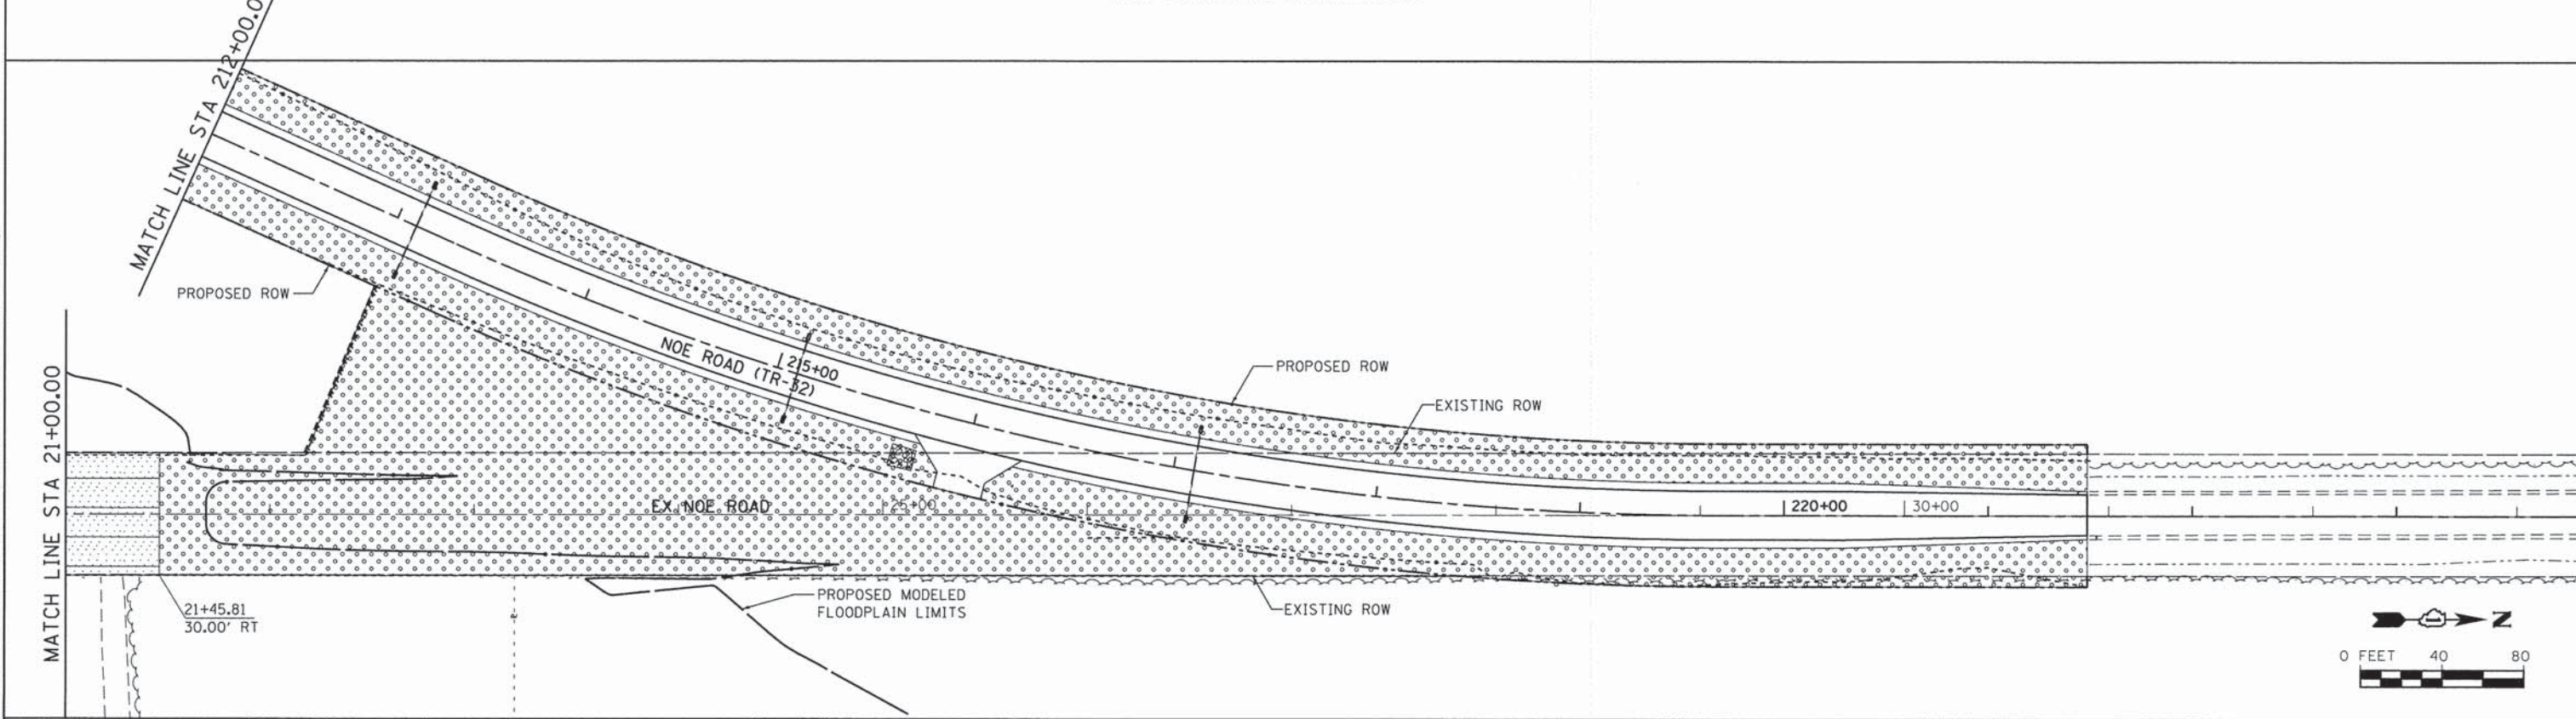 MATCH LINE STA 212+00.0
PROPOSED ROW
MATCH LINE STA 21+00.00
NOE ROAD (TR-32)
215+00
PROPOSED ROW
EXISTING ROW
EX. NOE ROAD
25+00
220+00
30+00
21+45.81
30.00' RT
PROPOSED MODELED
FLOODPLAIN LIMITS
EXISTING ROW
N
0 FEET 40 80